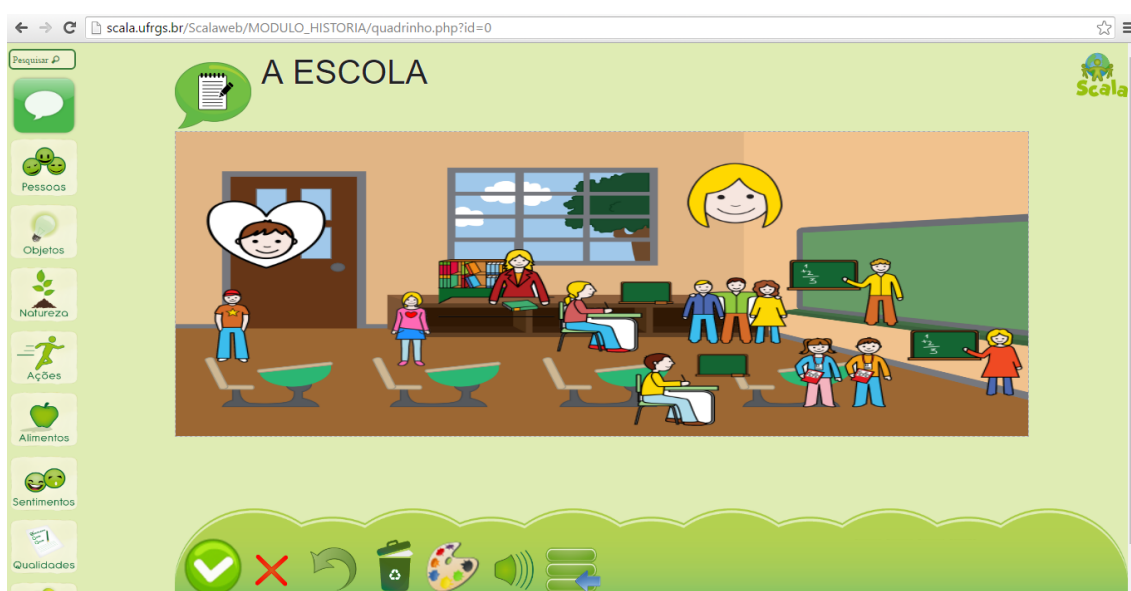 scala.ufrgs.br/Scalaweb/MODULO_HISTORIA/quadrinho.php?id=0
Pesquisar
A ESCOLA
Scala
Pessoas
Objetos
Natureza
Ações
Alimentos
Sentimentos
Qualidades